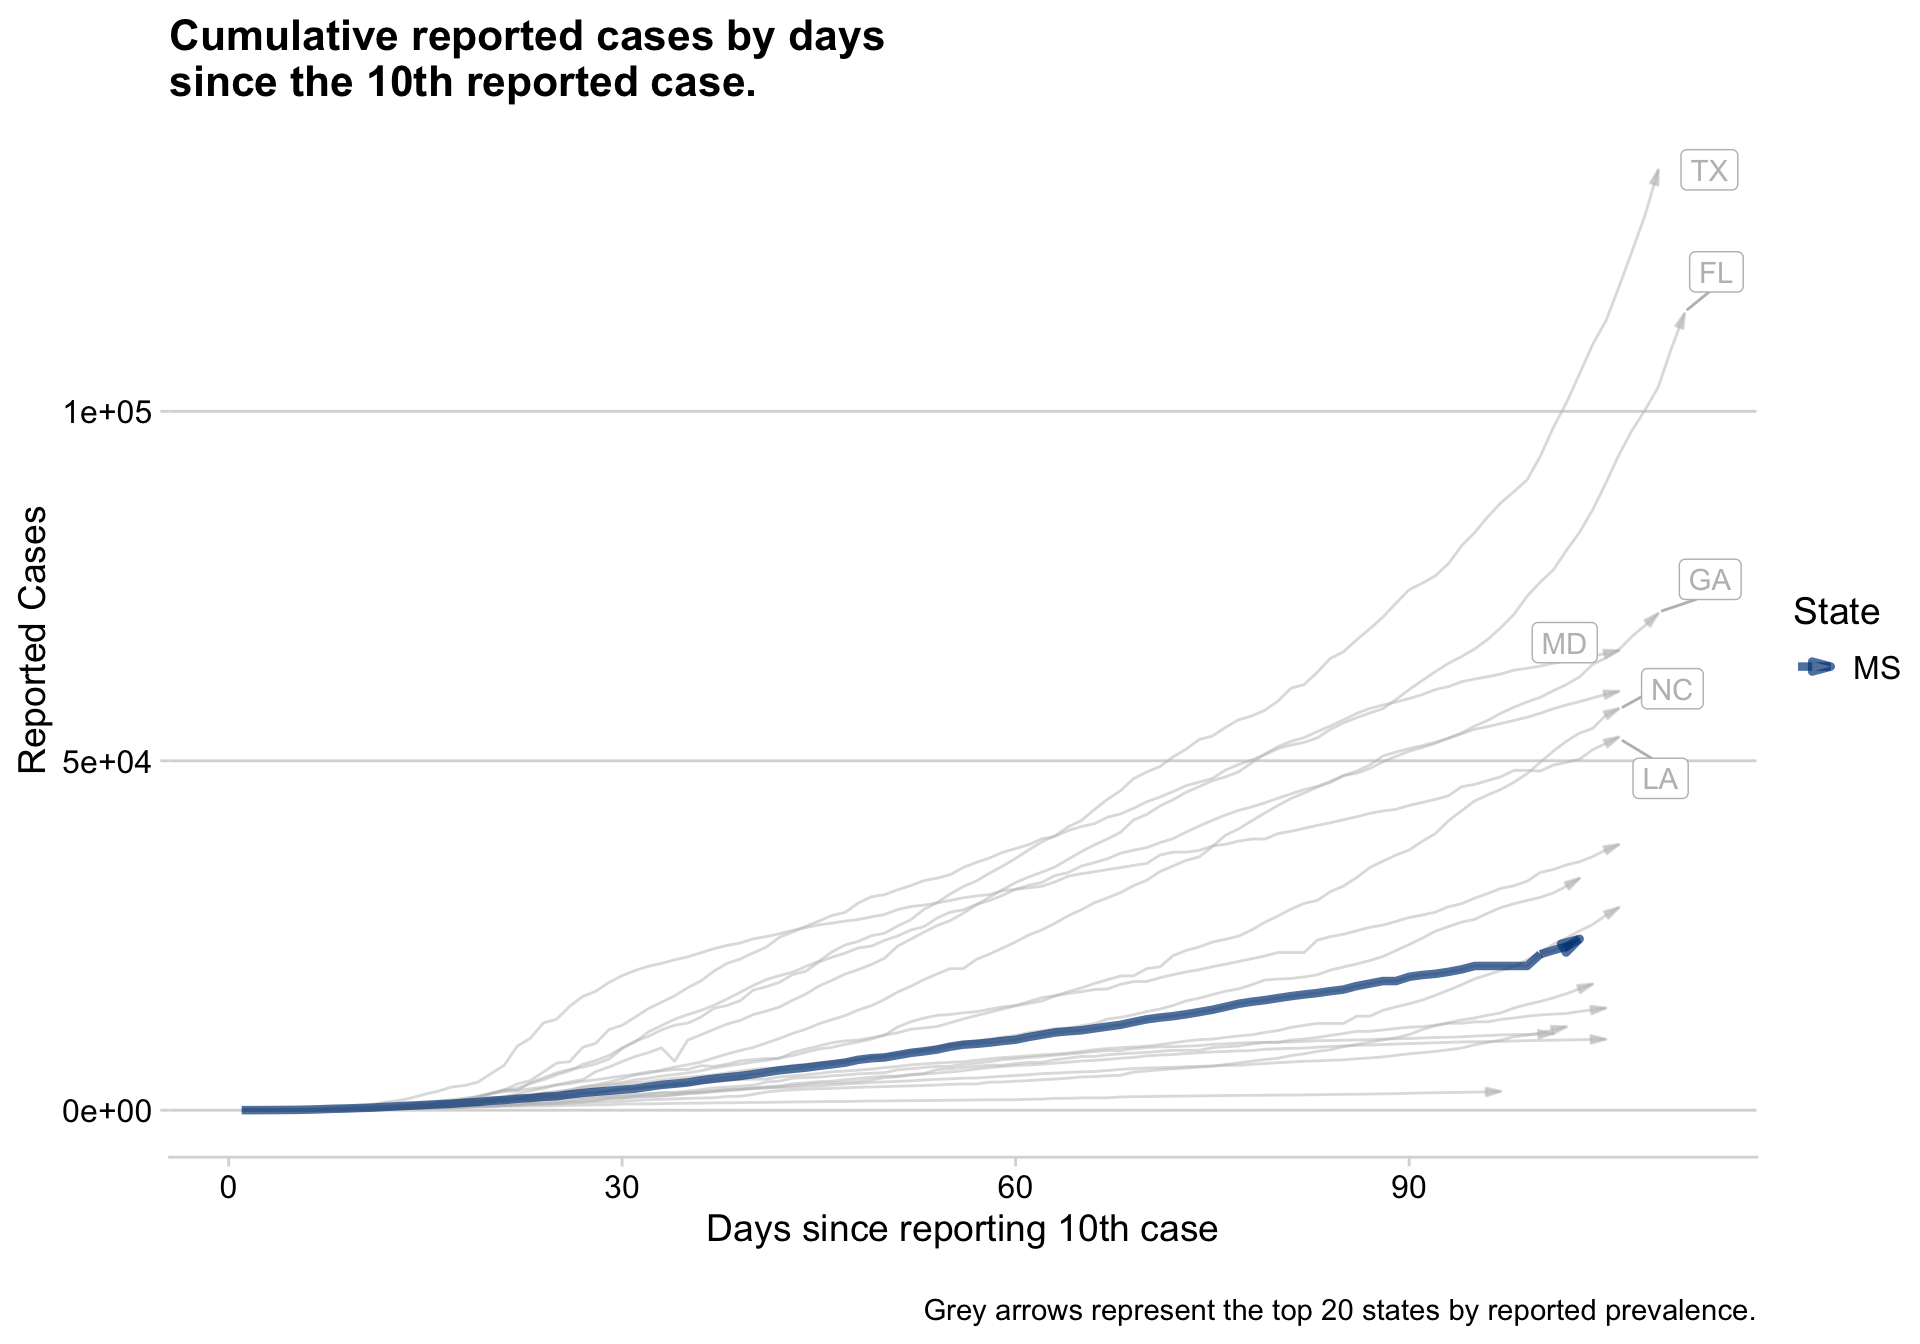 Cumulative reported cases by days
since the 10th reported case.
TX
FL
1e+05
GA
MD
NC
5e+04
LA
0e+00
Reported Cases
State
MS
0
30
60
90
Days since reporting 10th case
Grey arrows represent the top 20 states by reported prevalence.